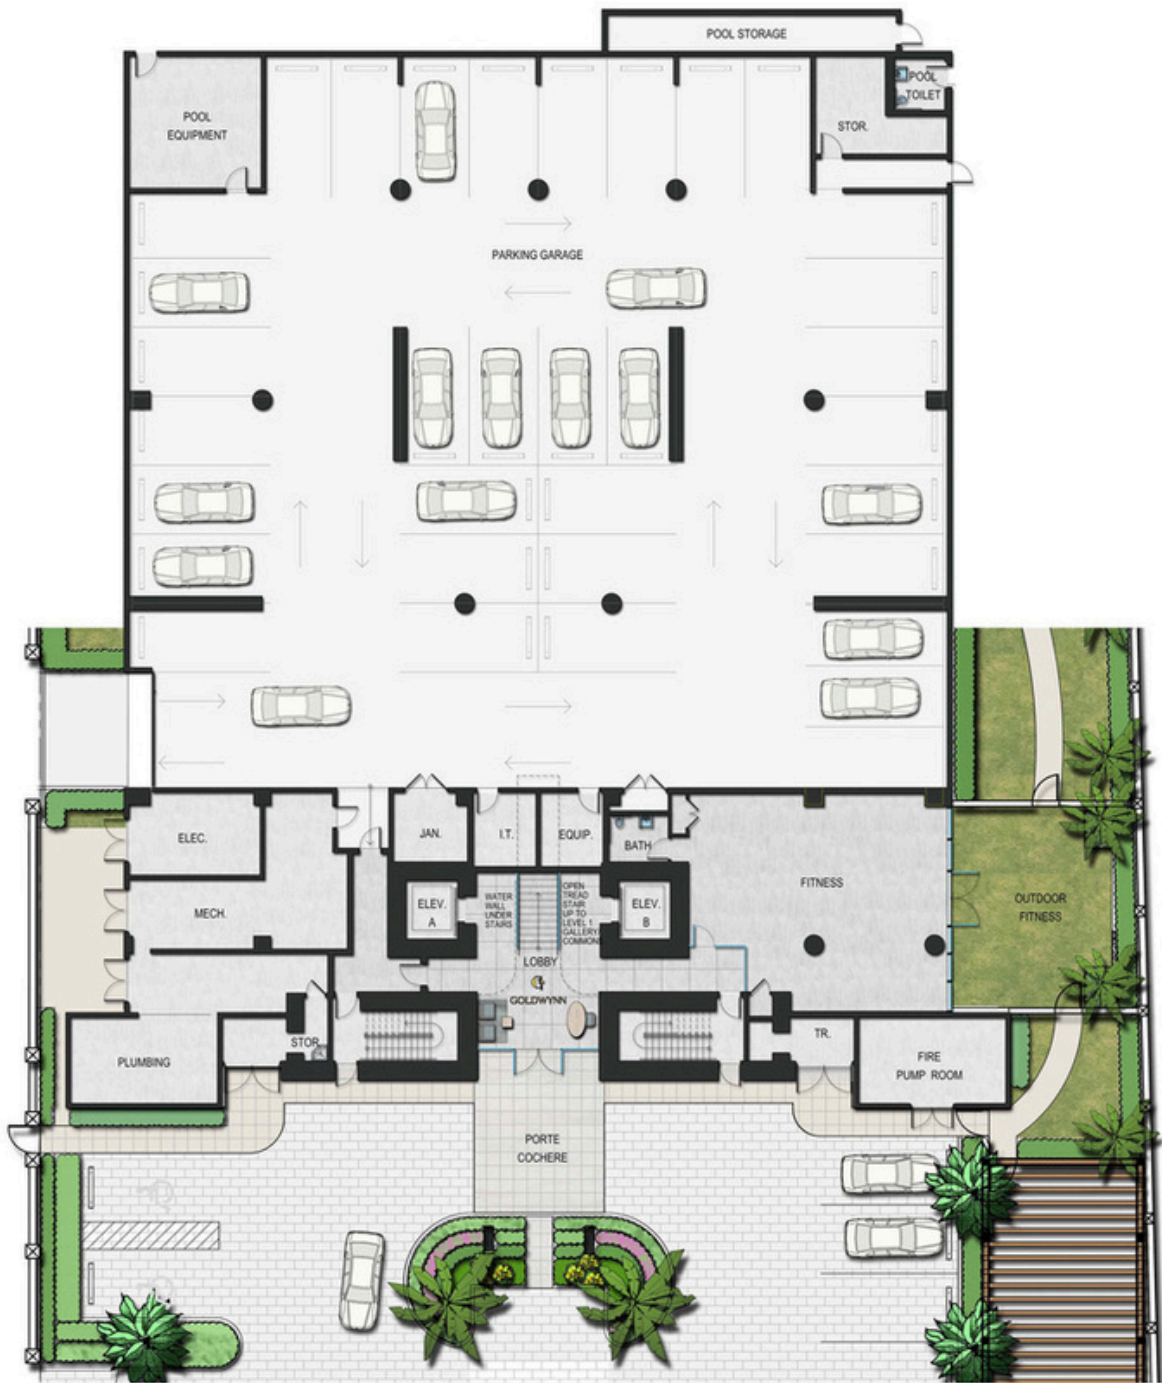 POOL STORAGE
POOL
TOILET
POOL
EQUIPMENT
STOR.
PARKING GARAGE
ELEC.
JAN.
I.T.
EQUIP.
BATH
MECH.
ELEV.
A
WATER
WALL
UNDER
STAIRS
OPEN
TREAD
STAIR
UP TO
LEVEL 1
GALLERY/
COMMONS
ELEV.
B
FITNESS
OUTDOOR
FITNESS
LOBBY
GOLDWYNN
STOR.
TR.
PLUMBING
FIRE
PUMP ROOM
PORTE
COCHERE